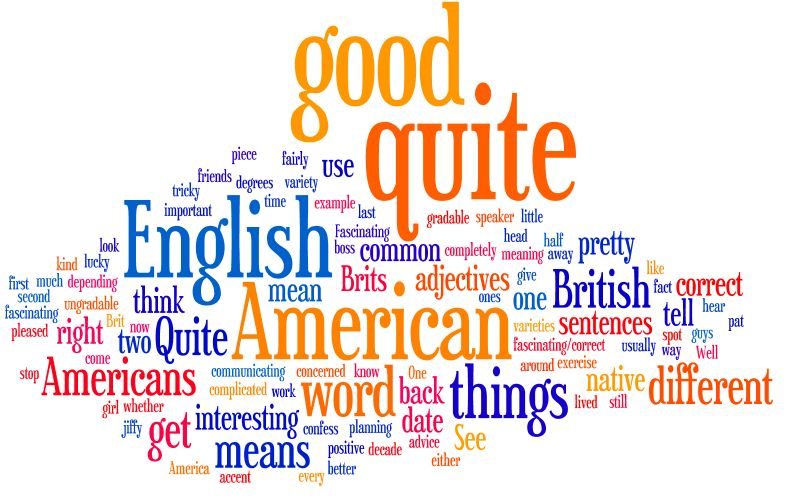 good
quite
piece fairly use
friends degrees variety
tricky
important time example last gradable speaker little
English Fascinating head half
look boss common completely meaning away pretty
kind lucky like
first much depending mean Brits adjectives give British fact correct
second ungradable think ones one tell hear
fascinating Brit American varieties sentences pat
pleased right now two Quite spot guys
fascinating/correct usually way Well
come around exercise
stop Americans communicating concerned know One native different
complicated work word back things lived still
girl whether
jiffy get interesting confess planning date See
means positive decade advice
either
America accent every better